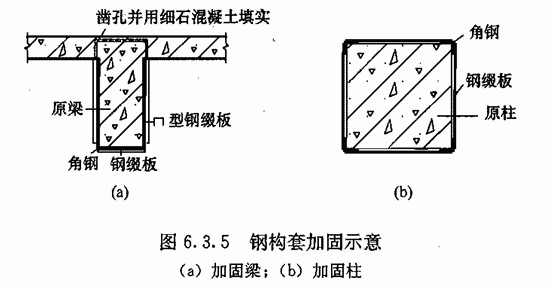 凿孔并用细石混凝土填实
原梁
型钢缀板
角钢
钢缀板
(a)
角钢
钢缀板
原柱
(b)
图 6.3.5 钢构套加固示意
(a) 加固梁；(b) 加固柱